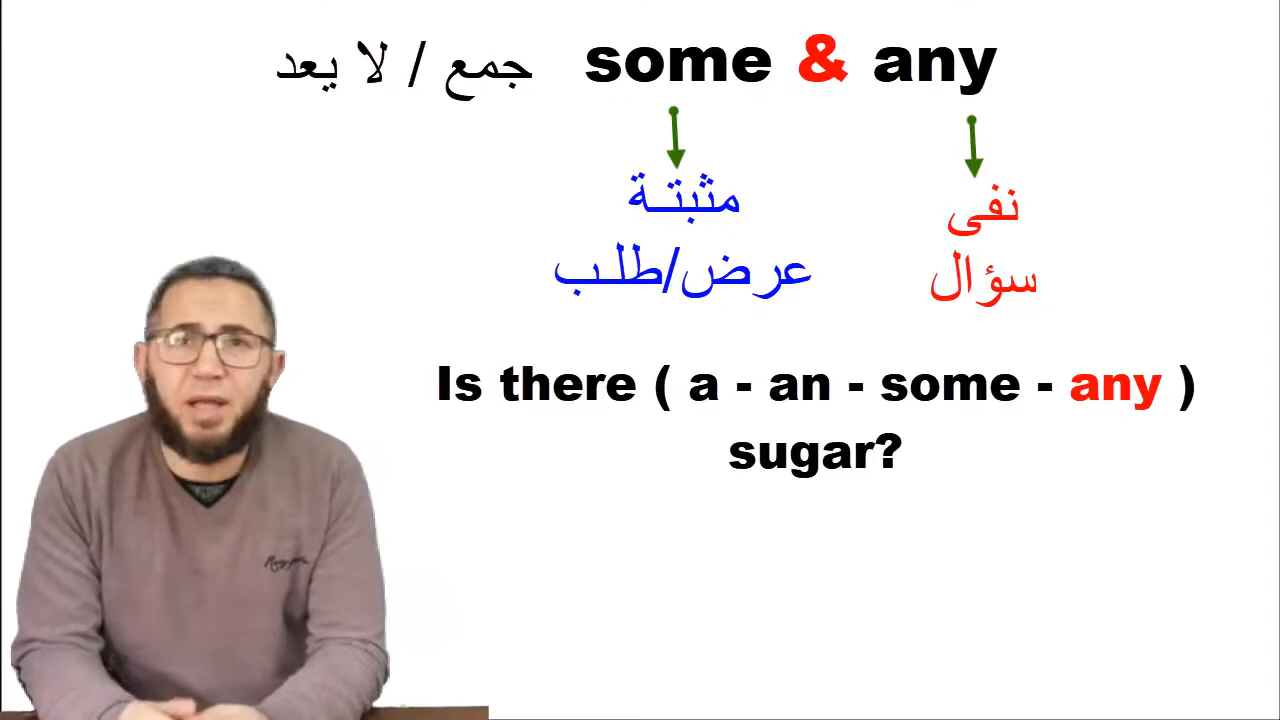 some & any جمع / لا يعد
مثبتة نفى
عرض/طلب سؤال
Is there ( a - an - some - any )
sugar?